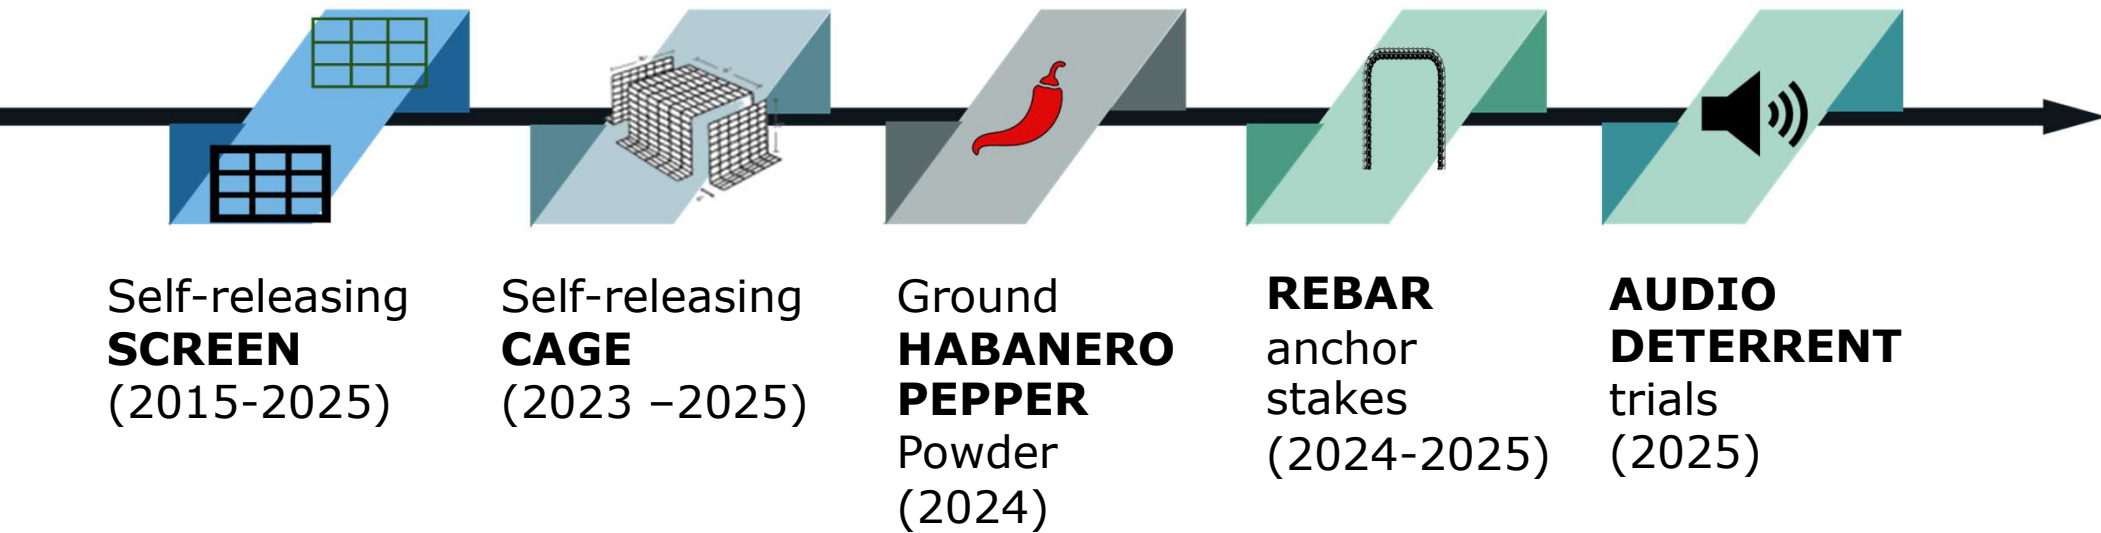 Self-releasing
SCREEN
(2015-2025)
Self-releasing
CAGE
(2023 –2025)
Ground
HABANERO
PEPPER
Powder
(2024)
REBAR
anchor
stakes
(2024-2025)
AUDIO
DETERRENT
trials
(2025)